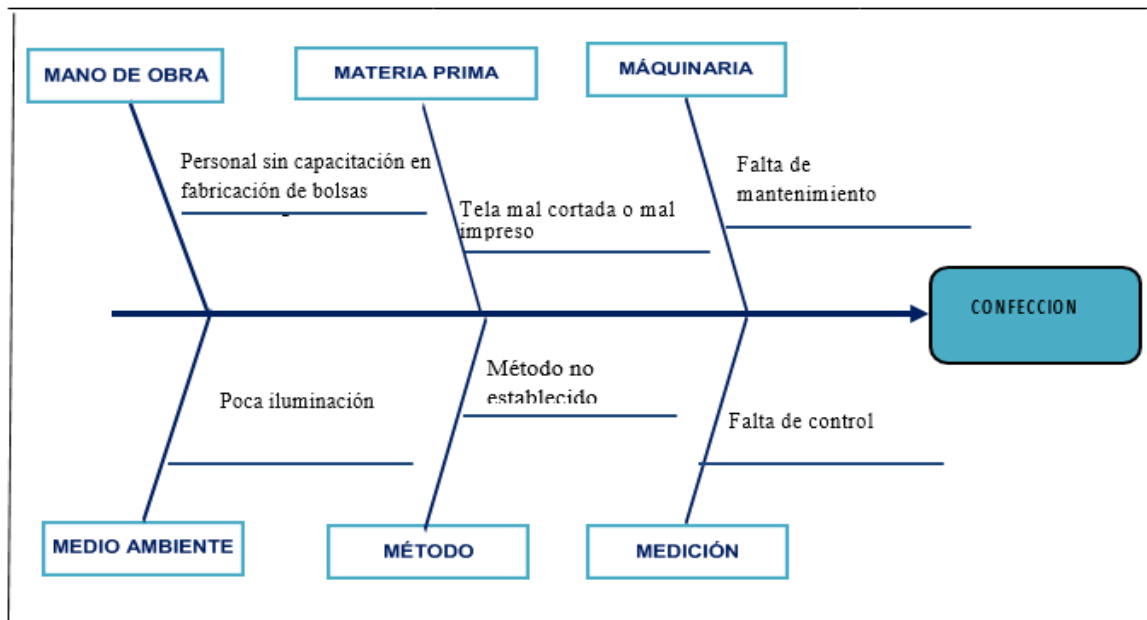 MANO DE OBRA
MATERIA PRIMA
MÁQUINARIA
Personal sin capacitación en
fabricación de bolsas
Tela mal cortada o mal
impreso
Falta de
mantenimiento
CONFECCION
Poca iluminación
Método no
establecido
Falta de control
MEDIO AMBIENTE
MÉTODO
MEDICIÓN